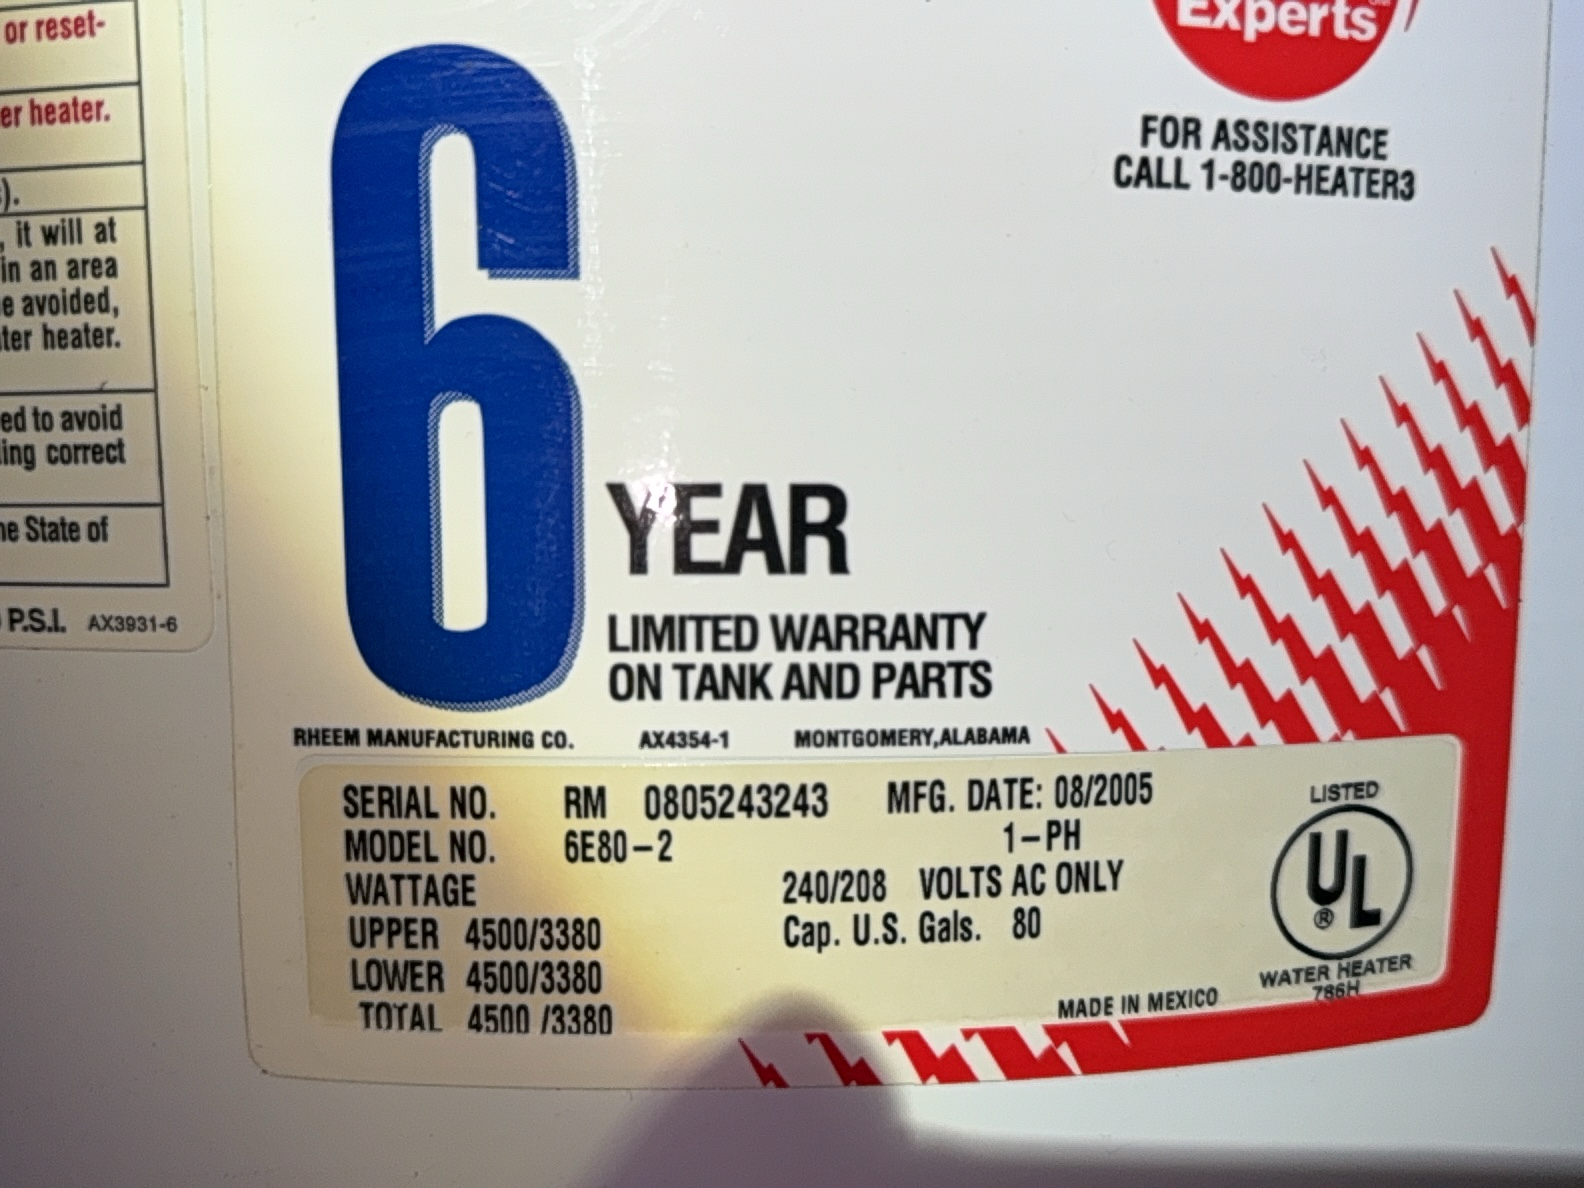 or reset-
er heater.
).
, it will at
in an area
e avoided,
ter heater.
ed to avoid
ing correct
he State of
P.S.I. AX3931-6
Experts
FOR ASSISTANCE
CALL 1-800-HEATER3
6
YEAR
LIMITED WARRANTY
ON TANK AND PARTS
RHEEM MANUFACTURING CO. AX4354-1 MONTGOMERY,ALABAMA
SERIAL NO. RM 0805243243 MFG. DATE: 08/2005
MODEL NO. 6E80-2 1-PH
WATTAGE 240/208 VOLTS AC ONLY
UPPER 4500/3380 Cap. U.S. Gals. 80
LOWER 4500/3380
TOTAL 4500 /3380
MADE IN MEXICO
LISTED
UL
®
WATER HEATER
786H